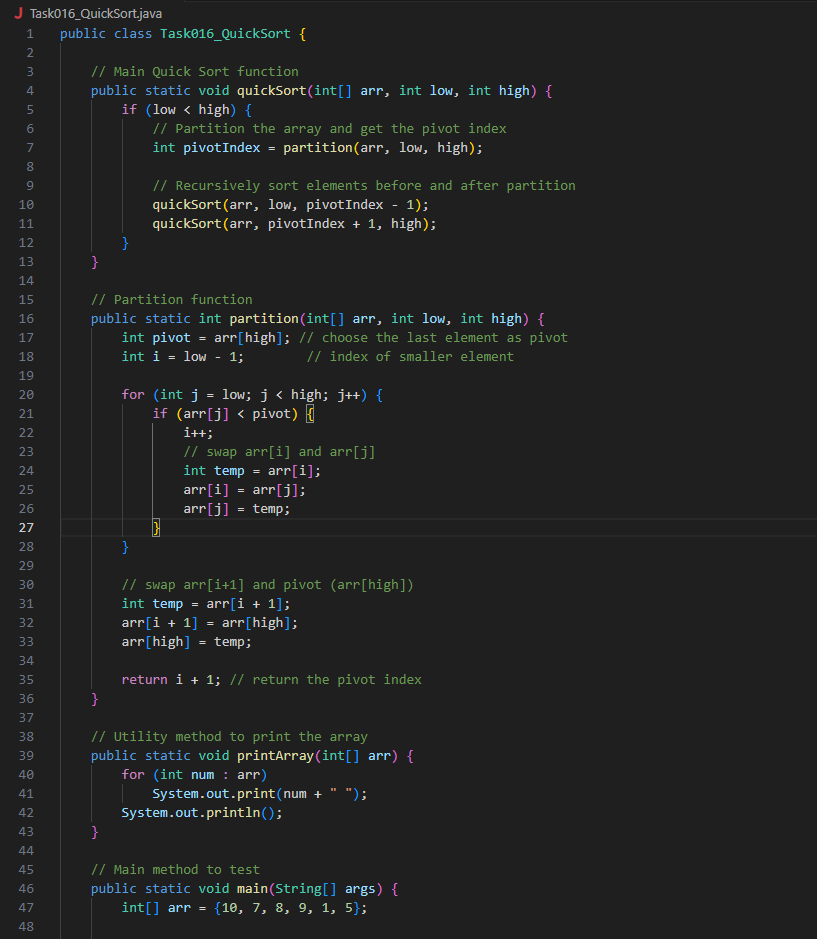 J Task016_QuickSort.java
1 public class Task016_QuickSort {
2
3 // Main Quick Sort function
4 public static void quickSort(int[] arr, int low, int high) {
5 if (low < high) {
6 // Partition the array and get the pivot index
7 int pivotIndex = partition(arr, low, high);
8
9 // Recursively sort elements before and after partition
10 quickSort(arr, low, pivotIndex - 1);
11 quickSort(arr, pivotIndex + 1, high);
12 }
13 }
14
15 // Partition function
16 public static int partition(int[] arr, int low, int high) {
17 int pivot = arr[high]; // choose the last element as pivot
18 int i = low - 1; // index of smaller element
19
20 for (int j = low; j < high; j++) {
21 if (arr[j] < pivot) {
22 i++;
23 // swap arr[i] and arr[j]
24 int temp = arr[i];
25 arr[i] = arr[j];
26 arr[j] = temp;
27 }
28 }
29
30 // swap arr[i+1] and pivot (arr[high])
31 int temp = arr[i + 1];
32 arr[i + 1] = arr[high];
33 arr[high] = temp;
34
35 return i + 1; // return the pivot index
36 }
37
38 // Utility method to print the array
39 public static void printArray(int[] arr) {
40 for (int num : arr)
41 System.out.print(num + " ");
42 System.out.println();
43 }
44
45 // Main method to test
46 public static void main(String[] args) {
47 int[] arr = {10, 7, 8, 9, 1, 5};
48